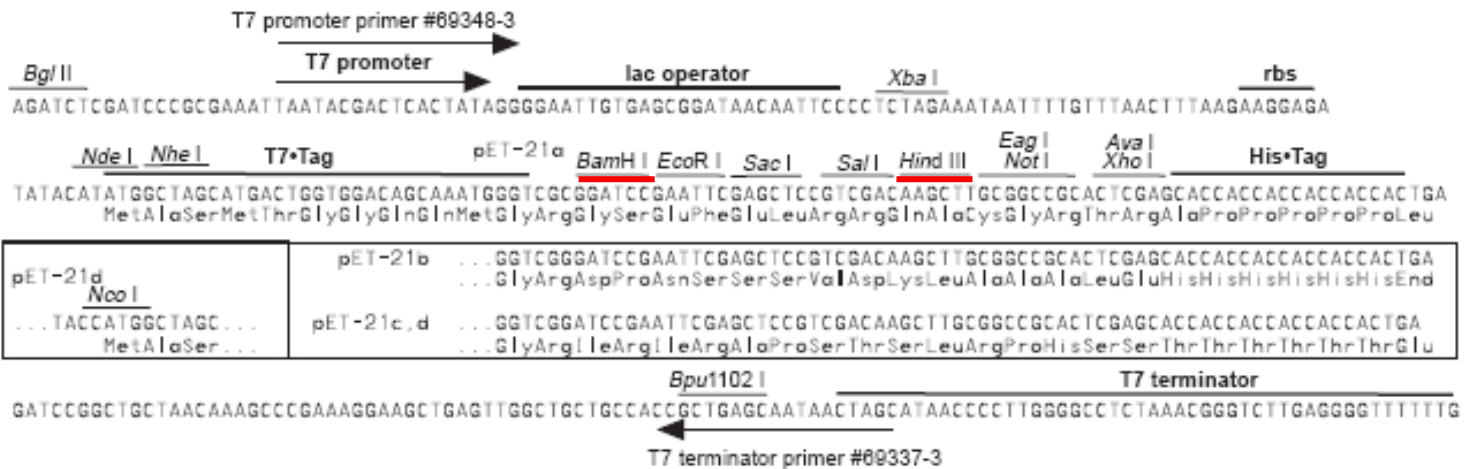 T7 promoter primer #69348-3
Bgl II T7 promoter lac operator Xba I rbs
AGATCTCGATCCCGCGAAATTAATACGACTCACTATAGGGGAATTGTGAGCGGATAACAATTCCCCTCTAGAAATAATTTTGTTTAACTTTAAGAAGGAGA
Eag I Ava I
Nde I Nhe I T7•Tag pET-21a BamH I EcoR I Sac I Sal I Hind III Not I Xho I His•Tag
TATACATATGGCTAGCATGACTGGTGGACAGCAAATGGGTCGCGGATCCGAATTCGAGCTCCGTCGACAAGCTTGCGGCCGCACTCGAGCACCACCACCACCACCACTGA
MetAlaSerMetThrGlyGlyGlnGlnMetGlyArgGlySerGluPheGluLeuArgArgGlnAlaCysGlyArgThrArgAlaProProProProProLeu
pET-21b ...GGTCGGGATCCGAATTCGAGCTCCGTCGACAAGCTTGCGGCCGCACTCGAGCACCACCACCACCACCACTGA
pET-21d ...GlyArgAspProAsnSerSerSerValAspLysLeuAlaAlaAlaLeuGluHisHisHisHisHisHisEnd
Nco I
...TACCATGGCTAGC... pET-21c,d ...GGTCGGATCCGAATTCGAGCTCCGTCGACAAGCTTGCGGCCGCACTCGAGCACCACCACCACCACCACTGA
MetAlaSer... ...GlyArgIleArgIleArgAlaProSerThrSerLeuArgProHisSerSerThrThrThrThrThrThrGlu
Bpu1102 I T7 terminator
GATCCGGCTGCTAACAAAGCCCGAAAGGAAGCTGAGTTGGCTGCTGCCACCGCTGAGCAATAACTAGCATAACCCCTTGGGGCCTCTAAACGGGTCTTGAGGGGTTTTTTG
T7 terminator primer #69337-3